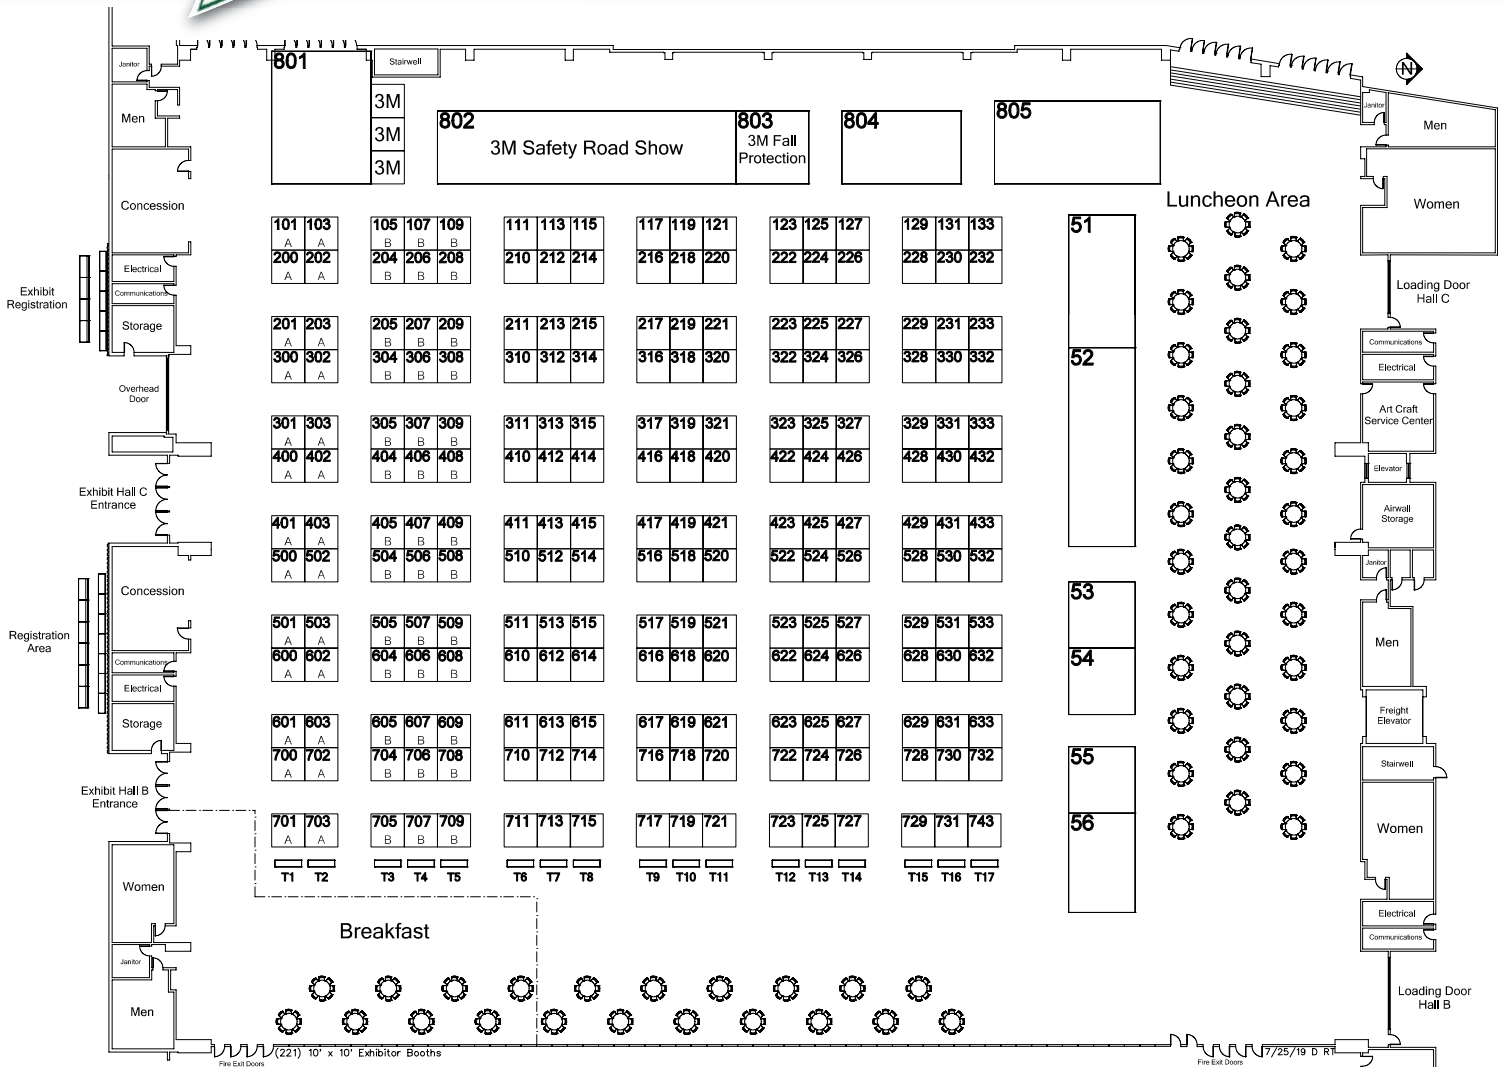 801
Stairwell
Janitor
3M
3M
3M
802
3M Safety Road Show
803
3M Fall
Protection
804
805
N
Janitor
Men
Women
Men
Concession
Electrical
Communications
Storage
Exhibit
Registration
Overhead
Door
Luncheon Area
101 103 105 107 109 111 113 115 117 119 121 123 125 127 129 131 133
A A B B B
200 202 204 206 208 210 212 214 216 218 220 222 224 226 228 230 232
A A B B B
201 203 205 207 209 211 213 215 217 219 221 223 225 227 229 231 233
A A B B B
300 302 304 306 308 310 312 314 316 318 320 322 324 326 328 330 332
A A B B B
301 303 305 307 309 311 313 315 317 319 321 323 325 327 329 331 333
A A B B B
400 402 404 406 408 410 412 414 416 418 420 422 424 426 428 430 432
A A B B B
401 403 405 407 409 411 413 415 417 419 421 423 425 427 429 431 433
A A B B B
500 502 504 506 508 510 512 514 516 518 520 522 524 526 528 530 532
A A B B B
501 503 505 507 509 511 513 515 517 519 521 523 525 527 529 531 533
A A B B B
600 602 604 606 608 610 612 614 616 618 620 622 624 626 628 630 632
A A B B B
601 603 605 607 609 611 613 615 617 619 621 623 625 627 629 631 633
A A B B B
700 702 704 706 708 710 712 714 716 718 720 722 724 726 728 730 732
A A B B B
701 703 705 707 709 711 713 715 717 719 721 723 725 727 729 731 743
A A B B B
T1 T2 T3 T4 T5 T6 T7 T8 T9 T10 T11 T12 T13 T14 T15 T16 T17
51
52
53
54
55
56
Exhibit Hall C
Entrance
Concession
Registration
Area
Communications
Electrical
Storage
Exhibit Hall B
Entrance
Women
Janitor
Men
Breakfast
Loading Door
Hall C
Communications
Electrical
Art Craft
Service Center
Elevator
Airwall
Storage
Janitor
Men
Freight
Elevator
Stairwell
Women
Electrical
Communications
Loading Door
Hall B
(221) 10' x 10' Exhibitor Booths
Fire Exit Doors
Fire Exit Doors
7/25/19 D RT